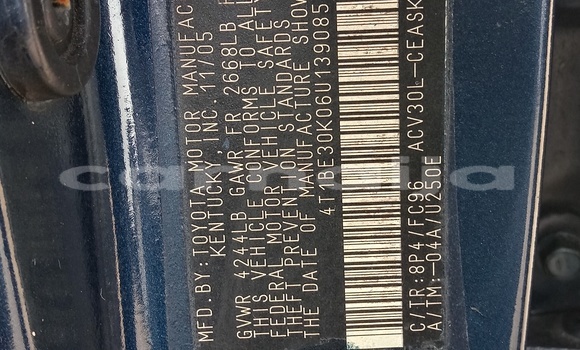 MFD.BY: TOYOTA MOTOR MANUFAC
KENTUCKY, INC. 11/05
GVWR 4244LB GAWR FR 2668LB
THIS VEHICLE CONFORMS TO ALL
FEDERAL MOTOR VEHICLE SAFETY
THEFT PREVENTION STANDARDS
THE DATE OF MANUFACTURE SHOW
4T1BE30K06U139085
C/TR: 8P4/FC96 ACV30L-CEASK
A/TM:-04A/U250E